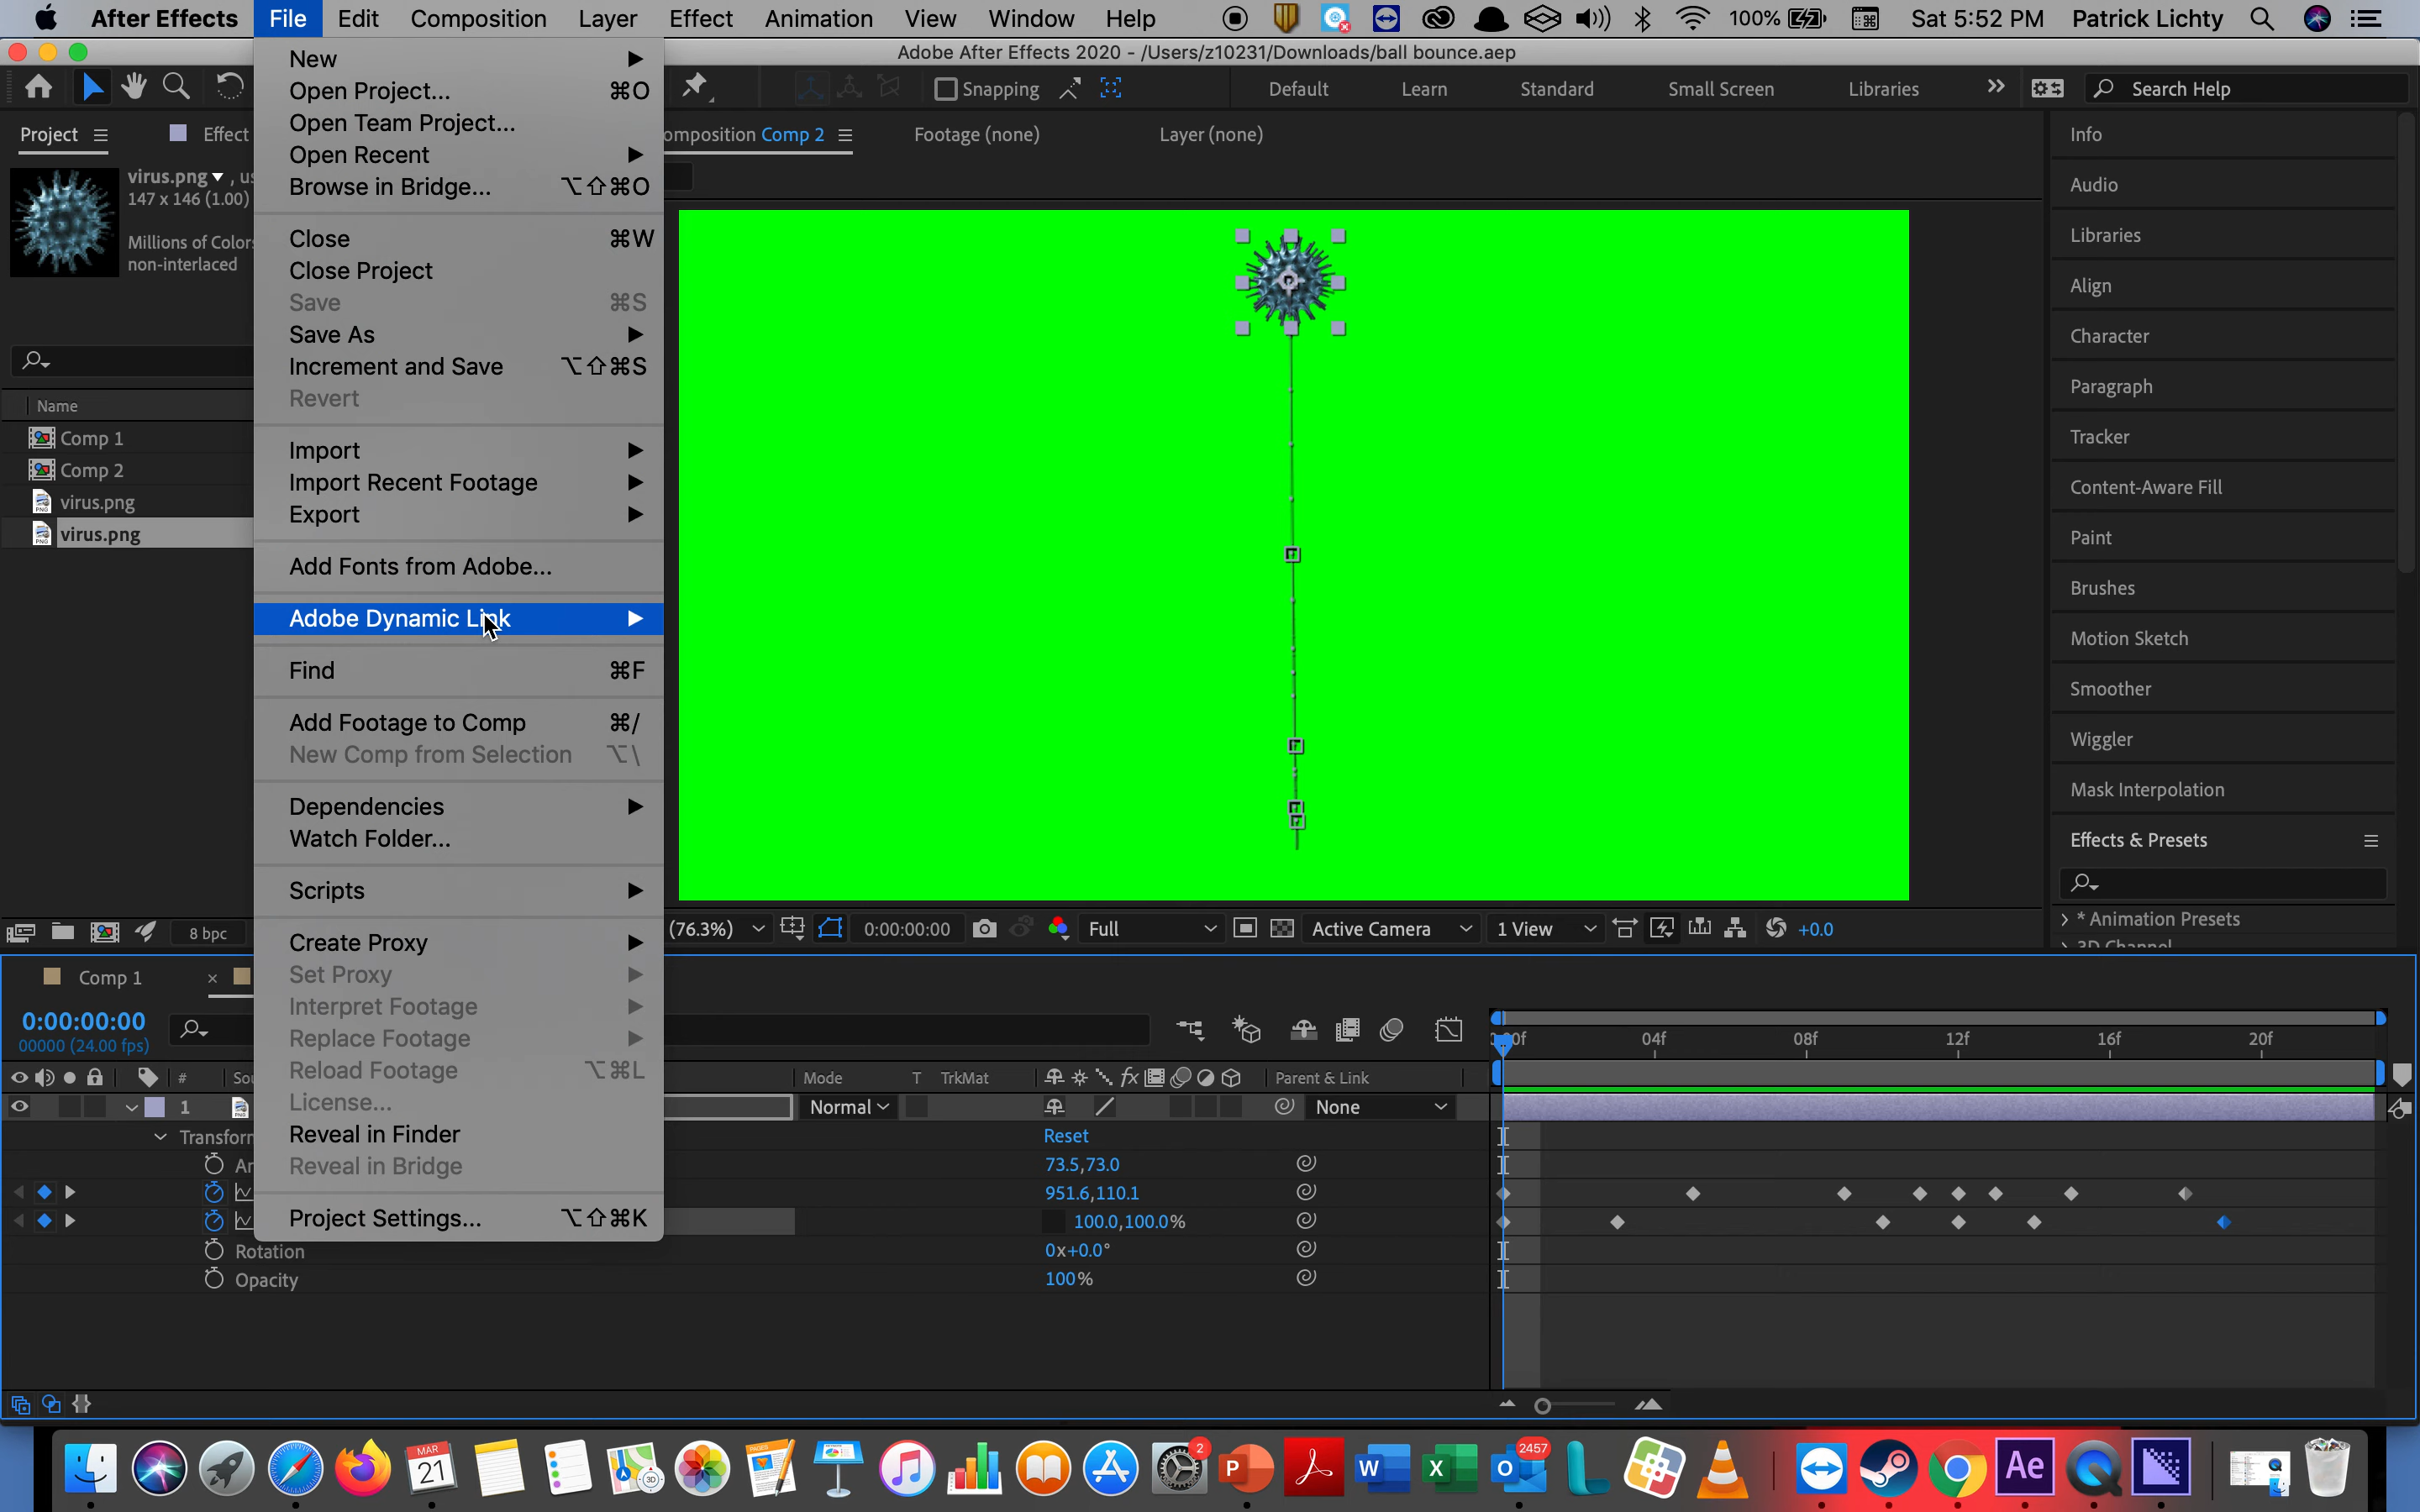 After Effects File Edit Composition Layer Effect Animation View Window Help 100% Sat 5:52 PM Patrick Lichty
Adobe After Effects 2020 - /Users/z10231/Downloads/ball bounce.aep
Snapping Default Learn Standard Small Screen Libraries Search Help
Project Effect
omposition Comp 2 Footage (none) Layer (none)
virus.png , us
147 x 146 (1.00)
Millions of Colors
non-interlaced
Name
Comp 1
Comp 2
virus.png
virus.png
8 bpc
New
Open Project... ⌘O
Open Team Project...
Open Recent
Browse in Bridge... ⌥⇧⌘O
Close ⌘W
Close Project
Save ⌘S
Save As
Increment and Save ⌥⇧⌘S
Revert
Import
Import Recent Footage
Export
Add Fonts from Adobe...
Adobe Dynamic Link
Find ⌘F
Add Footage to Comp ⌘/
New Comp from Selection ⌥\
Dependencies
Watch Folder...
Scripts
Create Proxy
Set Proxy
Interpret Footage
Replace Footage
Reload Footage ⌥⌘L
License...
Reveal in Finder
Reveal in Bridge
Project Settings... ⌥⇧⌘K
(76.3%) 0:00:00:00 Full Active Camera 1 View +0.0
Info
Audio
Libraries
Align
Character
Paragraph
Tracker
Content-Aware Fill
Paint
Brushes
Motion Sketch
Smoother
Wiggler
Mask Interpolation
Effects & Presets
* Animation Presets
3D Channel
Comp 1
0:00:00:00
00000 (24.00 fps)
04f 08f 12f 16f 20f
# Sou Mode T TrkMat fx Parent & Link
1 Normal None
Transform Reset
An 73.5,73.0
951.6,110.1
100.0,100.0%
Rotation 0x+0.0°
Opacity 100%
MAR
21
PAGES
3D
2
P
W
X
O
2457
Ae